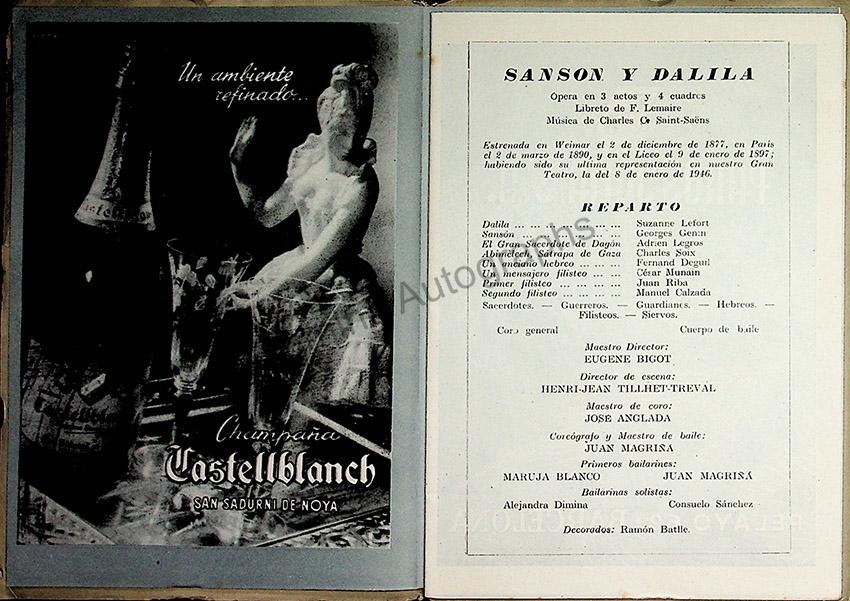 Un ambiente
refinado...
Champaña
Castellblanch
SAN SADURNI DE NOYA
SANSON Y DALILA
Ópera en 3 actos y 4 cuadres
Libreto de F. Lemaire
Música de Charles C. Saint-Saëns
Estrenada en Weimar el 2 de diciembre de 1877, en Paris
el 2 de marzo de 1890, y en el Liceo el 9 de enero de 1897;
habiendo sido su ultima representación en nuestro Gran
Teatro, la del 8 de enero de 1946.
REPARTO
Dalila ... ... ... ... ... ... ... Suzanne Lefort
Sansón ... ... ... ... ... ... Georges Genin
El Gran Sacerdote de Dagón Adrien Legros
Abimelech, Sátrapa de Gaza Charles Soix
Un anciano hebreo ... ... ... Fernand Deguil
Un mensajero filisteo ... ... César Munain
Primer filisteo ... ... ... ... Juan Riba
Segundo filisteo ... ... ... ... Manuel Calzada
Sacerdotes. — Guerreros. — Guardianes. — Hebreos. —
Filisteos. — Siervos.
Coro general Cuerpo de baile
Maestro Director:
EUGENE BIGOT
Director de escena:
HENRI-JEAN TILLHET-TREVAL
Maestro de coro:
JOSÉ ANGLADA
Coreógrafo y Maestro de baile:
JUAN MAGRIÑA
Primeros bailarines:
MARUJA BLANCO JUAN MAGRIÑÁ
Bailarinas solistas:
Alejandra Dimina Consuelo Sánchez
Decorados: Ramón Batlle.
Autographs